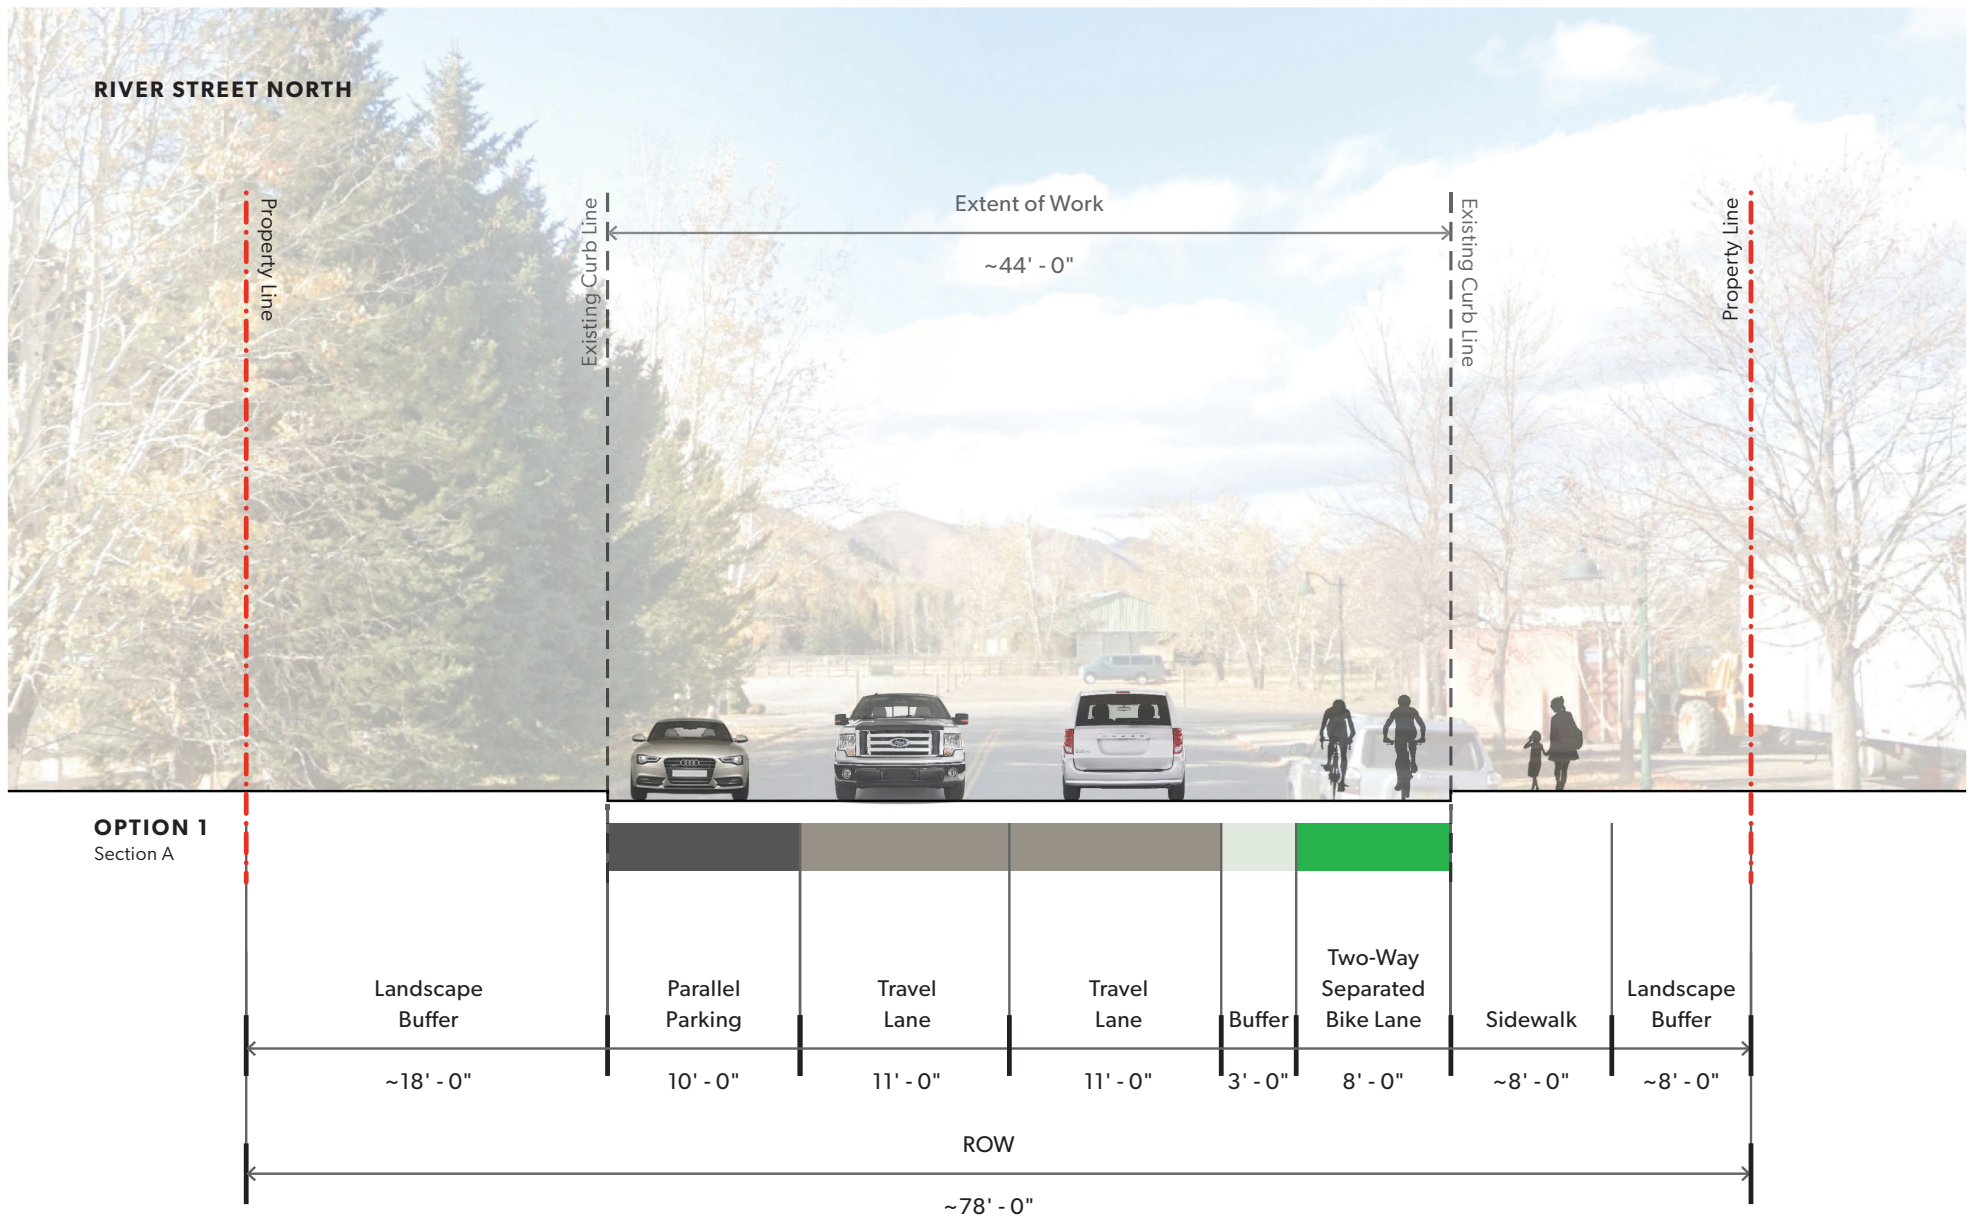 RIVER STREET NORTH
Property Line
Existing Curb Line
Extent of Work
~44' - 0"
Existing Curb Line
Property Line
OPTION 1
Section A
Landscape
Buffer
Parallel
Parking
Travel
Lane
Travel
Lane
Buffer
Two-Way
Separated
Bike Lane
Sidewalk
Landscape
Buffer
~18' - 0"
10' - 0"
11' - 0"
11' - 0"
3' - 0"
8' - 0"
~8' - 0"
~8' - 0"
ROW
~78' - 0"